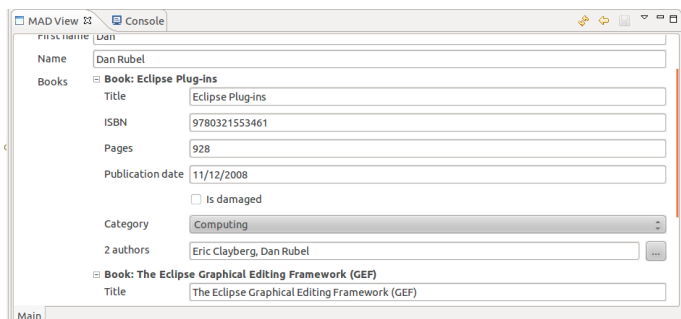 MAD View Console
First name Dan
Name Dan Rubel
Books Book: Eclipse Plug-ins
Title Eclipse Plug-ins
ISBN 9780321553461
Pages 928
Publication date 11/12/2008
Is damaged
Category Computing
2 authors Eric Clayberg, Dan Rubel ...
Book: The Eclipse Graphical Editing Framework (GEF)
Title The Eclipse Graphical Editing Framework (GEF)
Main